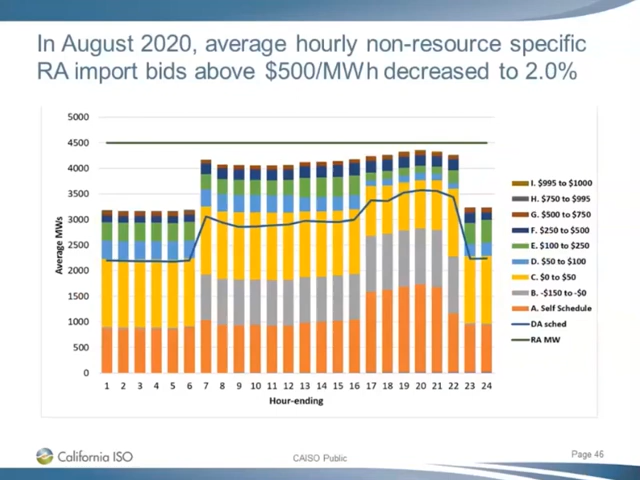 In August 2020, average hourly non-resource specific
RA import bids above $500/MWh decreased to 2.0%
5000
4500
4000
3500
3000
2500
2000
1500
1000
500
0
Average MWs
1 2 3 4 5 6 7 8 9 10 11 12 13 14 15 16 17 18 19 20 21 22 23 24
Hour-ending
I. $995 to $1000
H. $750 to $995
G. $500 to $750
F. $250 to $500
E. $100 to $250
D. $50 to $100
C. $0 to $50
B. -$150 to -$0
A. Self Schedule
DA sched
RA MW
California ISO
CAISO Public
Page 46